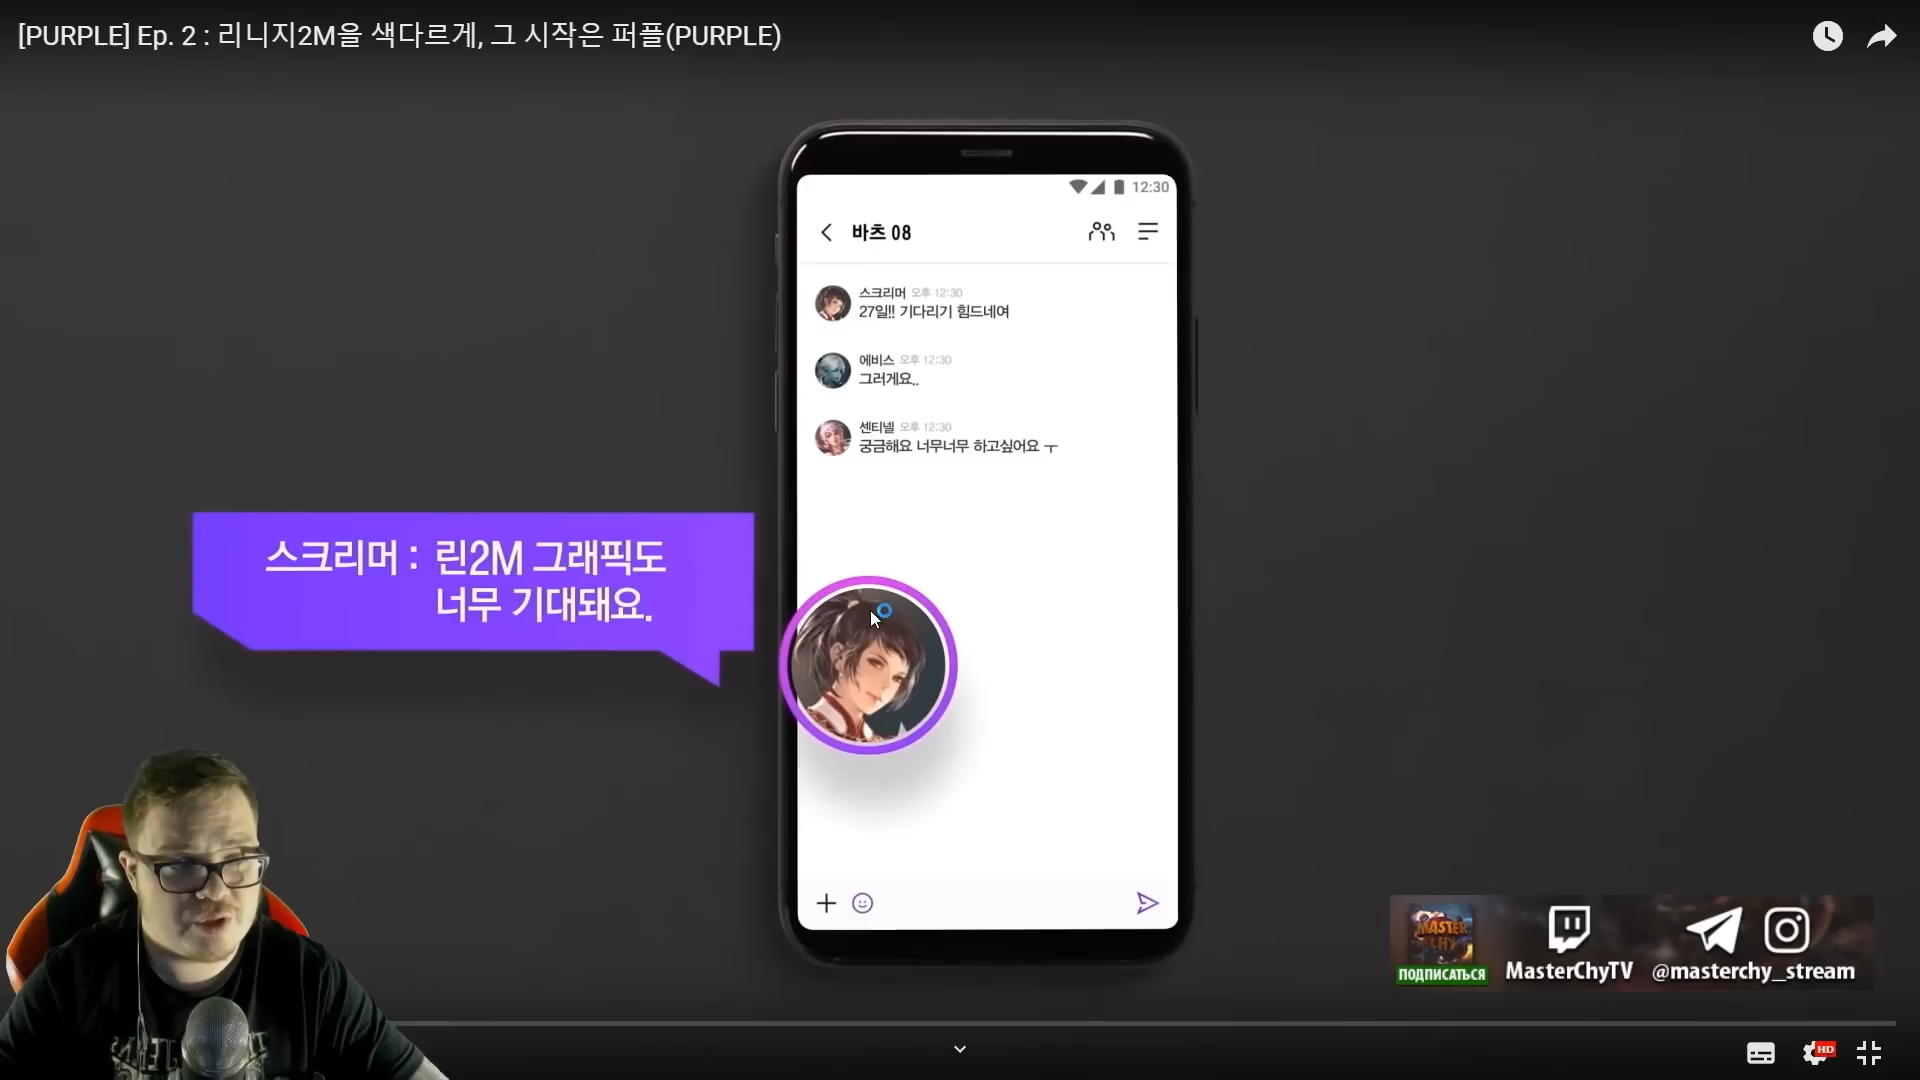 [PURPLE] Ep. 2 : 리니지2M을 색다르게, 그 시작은 퍼플(PURPLE)
12:30
바츠 08
스크리머 오후 12:30
27일!! 기다리기 힘드네여
에비스 오후 12:30
그러게요..
센티넬 오후 12:30
궁금해요 너무너무 하고싶어요 ㅜ
스크리머 : 린2M 그래픽도
너무 기대돼요.
MASTER
CHY
ПОДПИСАТЬСЯ
MasterChyTV
@masterchy_stream
HD